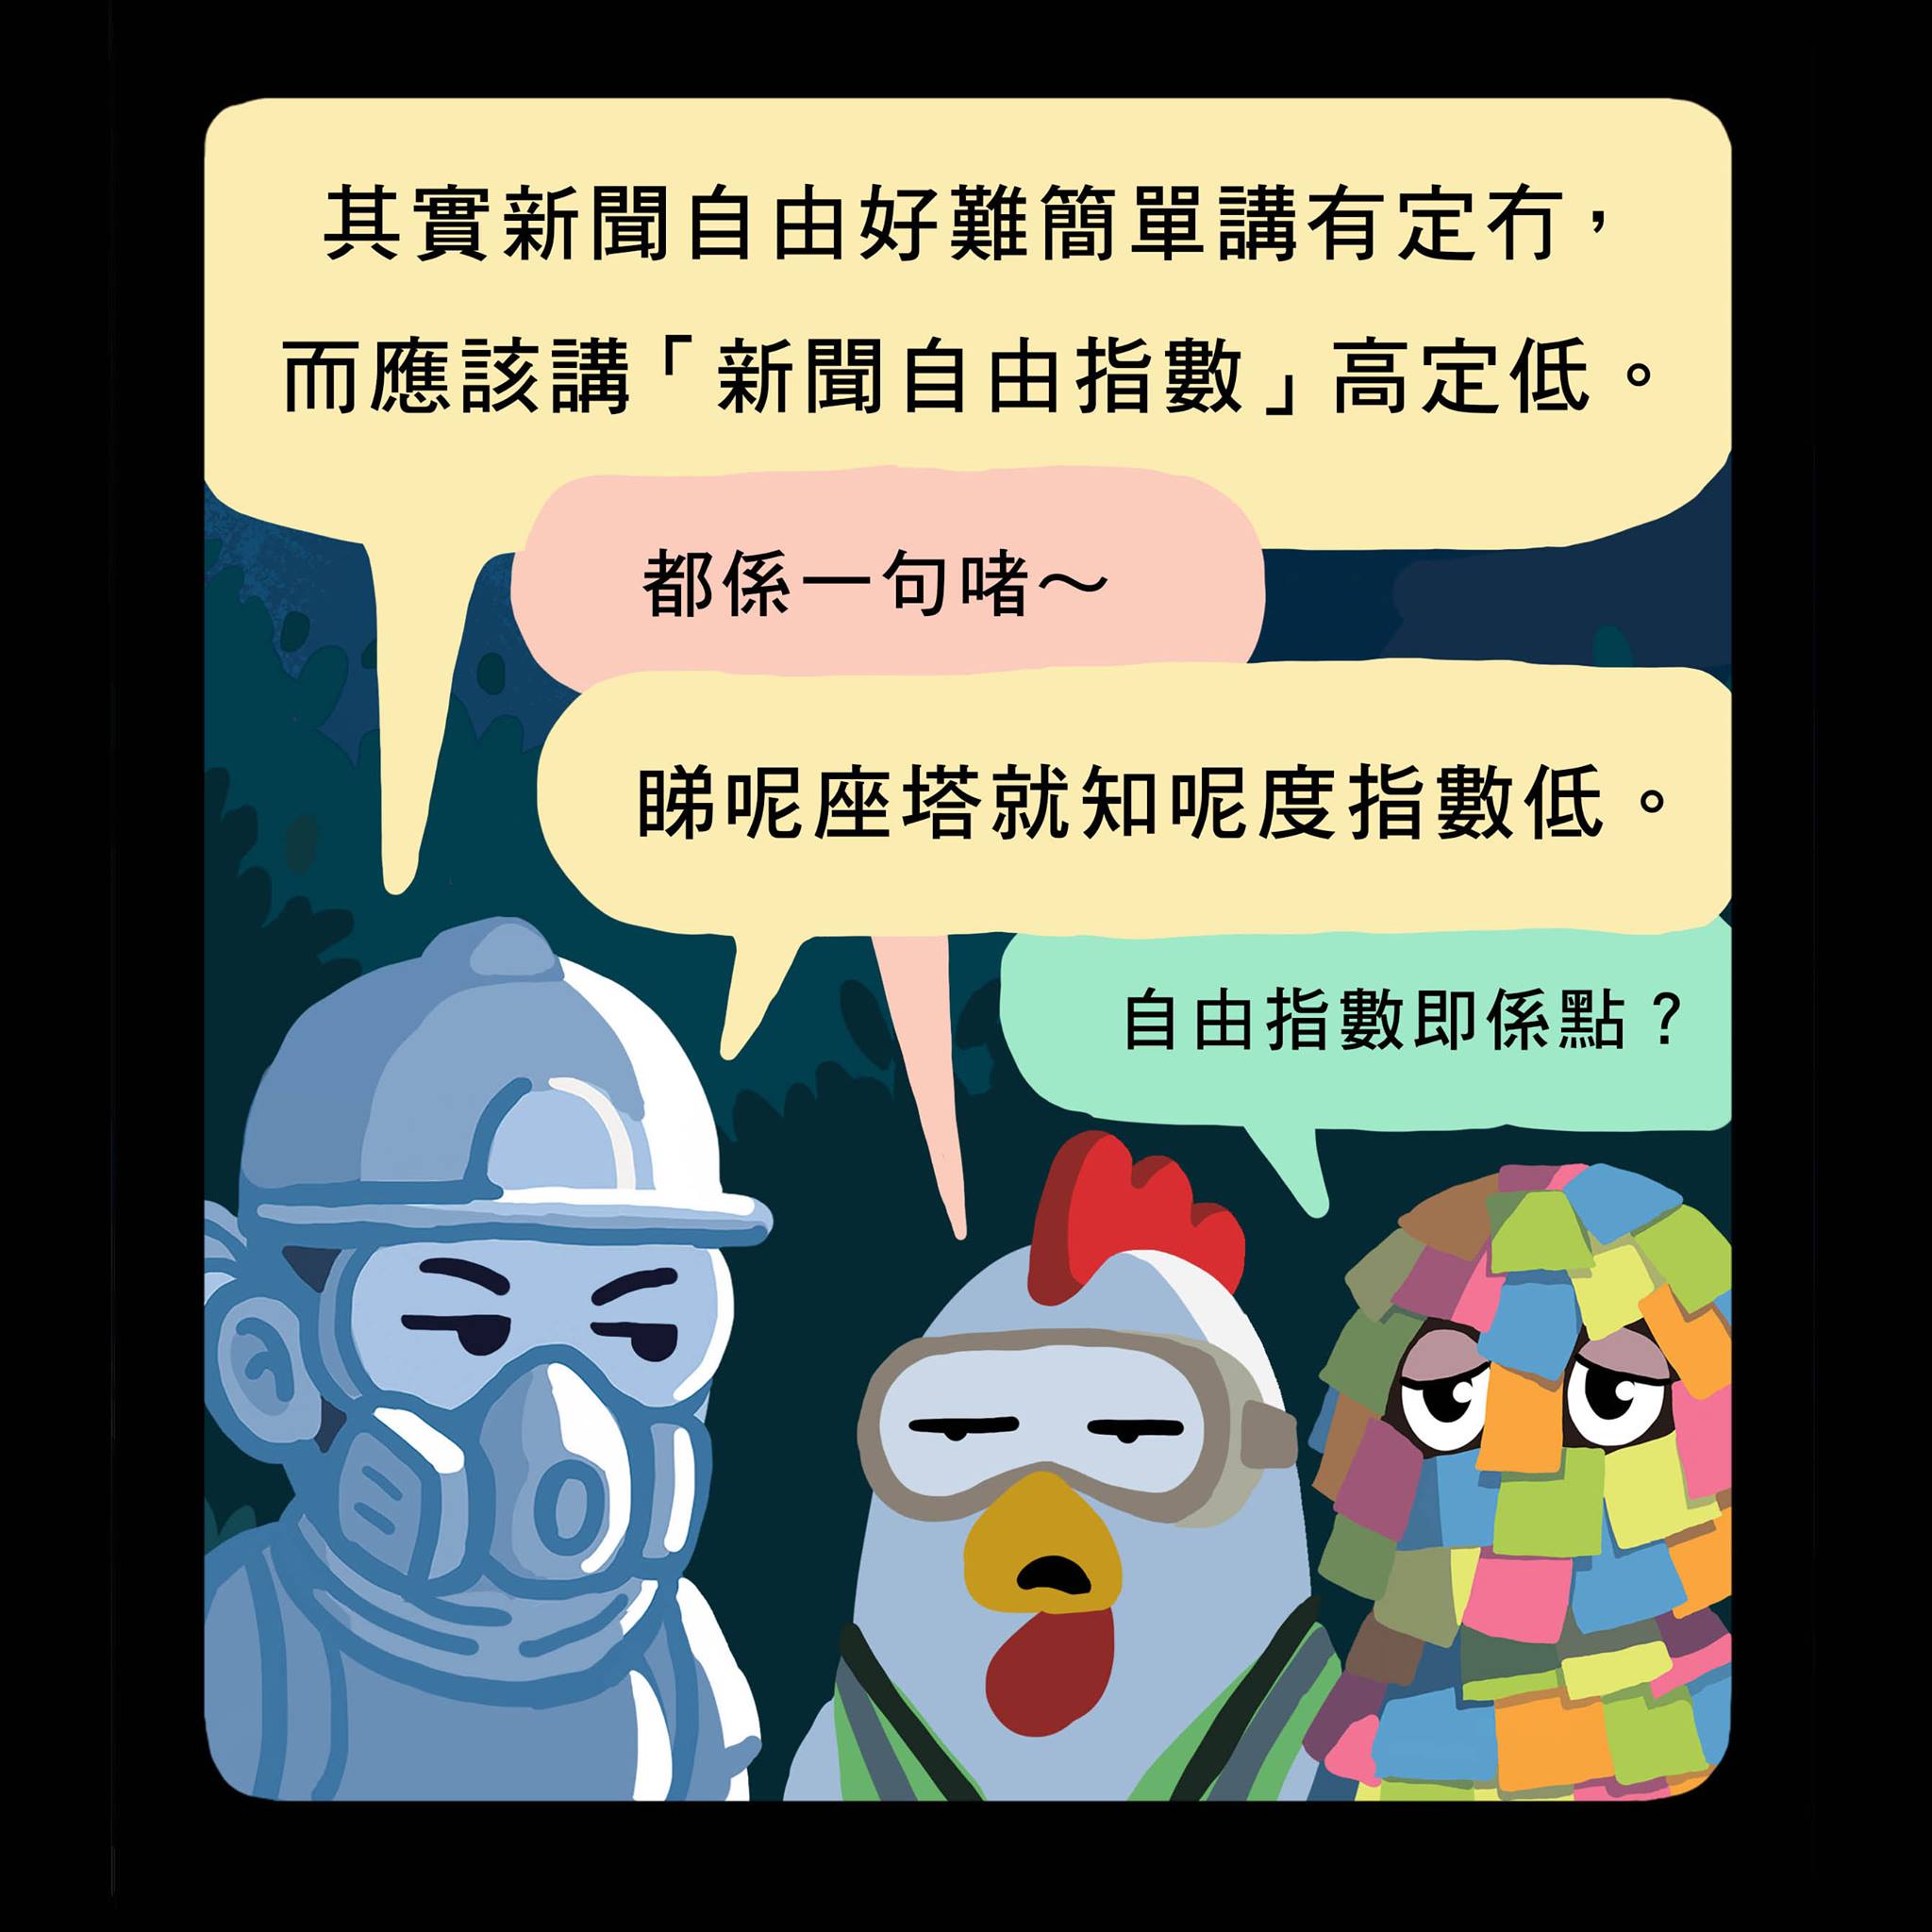 其實新聞自由好難簡單講有定冇，
而應該講「新聞自由指數」高定低。
都係一句啫～
睇呢座塔就知呢度指數低。
自由指數即係點？